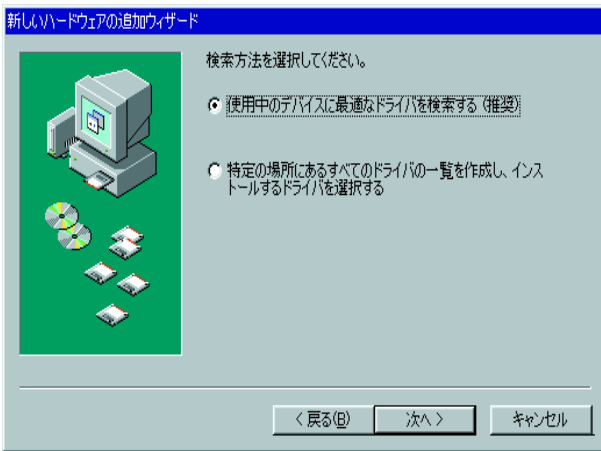 新しいハードウェアの追加ウィザード
検索方法を選択してください。
使用中のデバイスに最適なドライバを検索する (推奨)
特定の場所にあるすべてのドライバの一覧を作成し、インス
トールするドライバを選択する
< 戻る(B)
次へ >
キャンセル